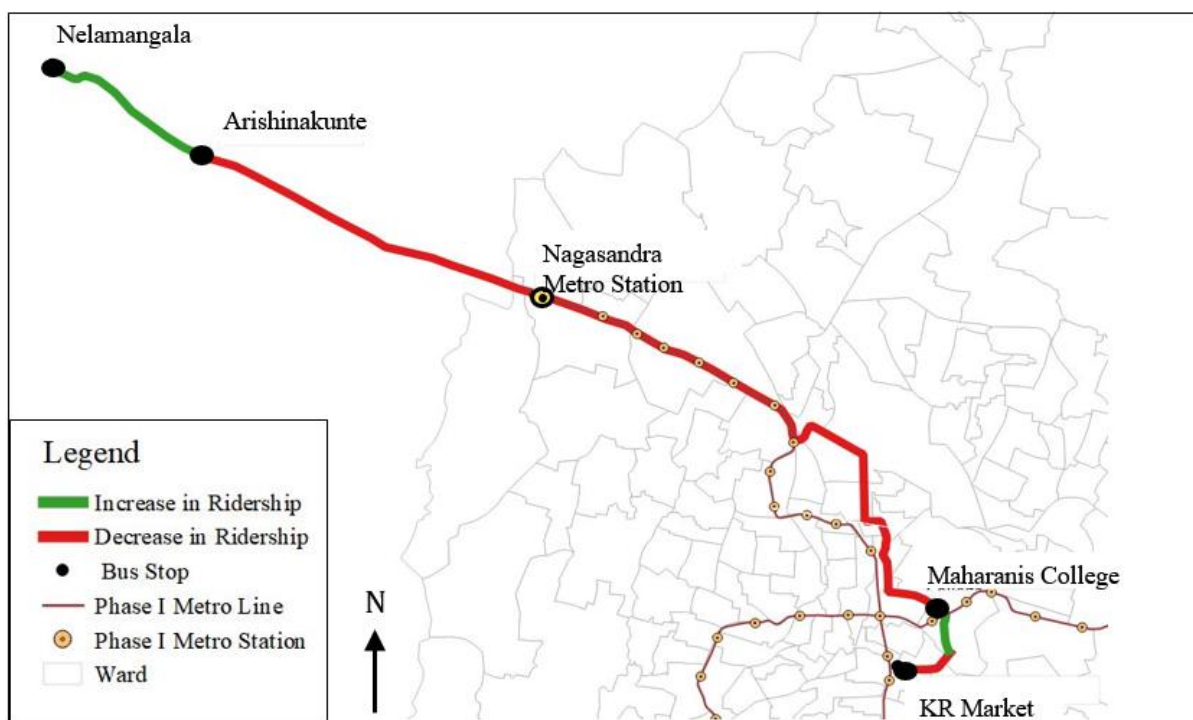 Nelamangala
Arishinakunte
Nagasandra
Metro Station
Maharanis College
KR Market
Legend
Increase in Ridership
Decrease in Ridership
Bus Stop
Phase I Metro Line
Phase I Metro Station
Ward
N